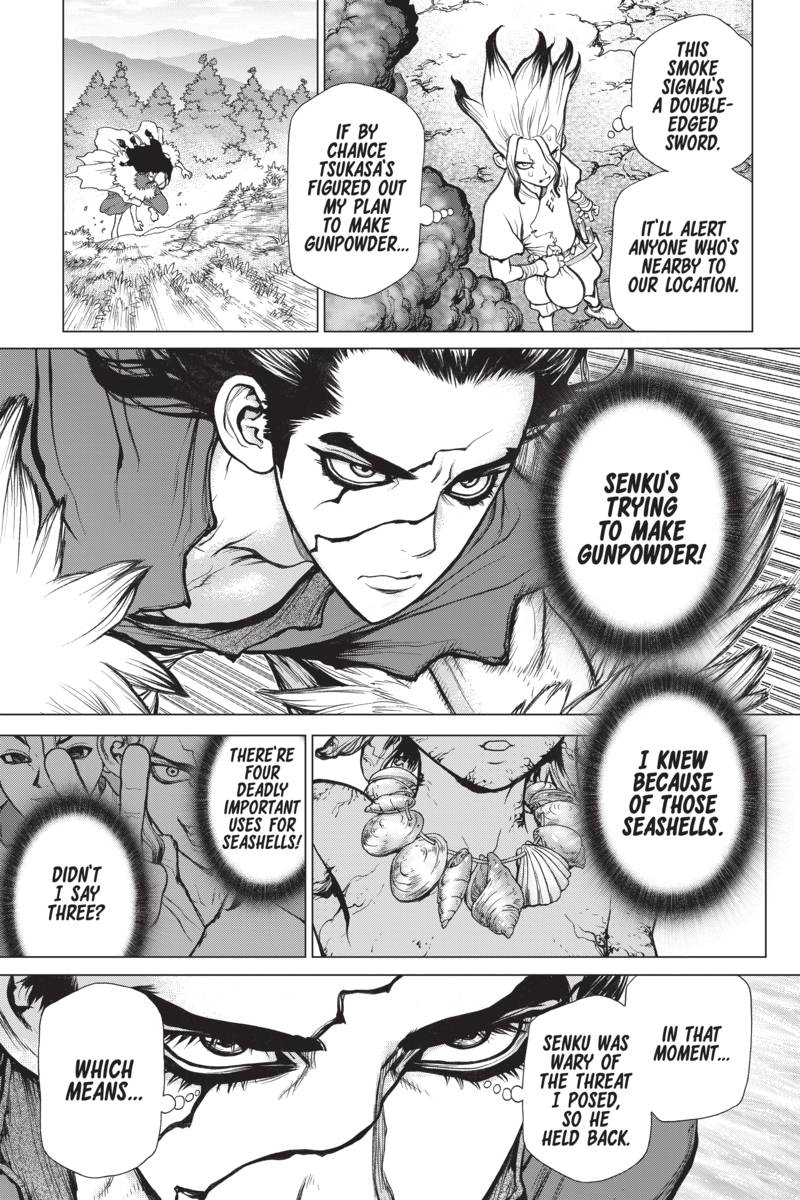 THIS
SMOKE
SIGNAL'S
A DOUBLE-
EDGED
SWORD.
IT'LL ALERT
ANYONE WHO'S
NEARBY TO
OUR LOCATION.
IF BY
CHANCE
TSUKASA'S
FIGURED OUT
MY PLAN
TO MAKE
GUNPOWDER...
SENKU'S
TRYING
TO MAKE
GUNPOWDER!
I KNEW
BECAUSE
OF THOSE
SEASHELLS.
THERE'RE
FOUR
DEADLY
IMPORTANT
USES FOR
SEASHELLS!
DIDN'T
I SAY
THREE?
IN THAT
MOMENT...
SENKU WAS
WARY OF
THE THREAT
I POSED,
SO HE
HELD BACK.
WHICH
MEANS...